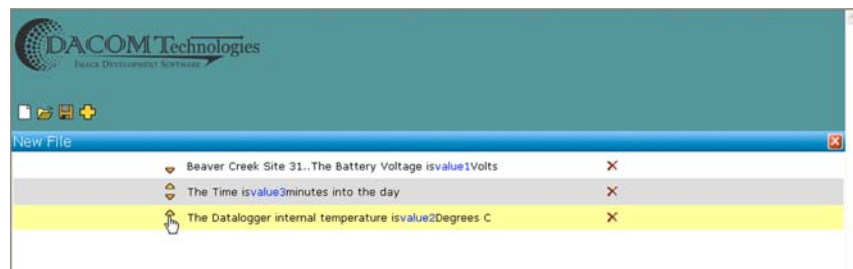 DACOM Technologies
IMAGE DEVELOPMENT SOFTWARE
New File
Beaver Creek Site 31..The Battery Voltage isvalue1Volts
The Time isvalue3minutes into the day
The Datalogger internal temperature isvalue2Degrees C